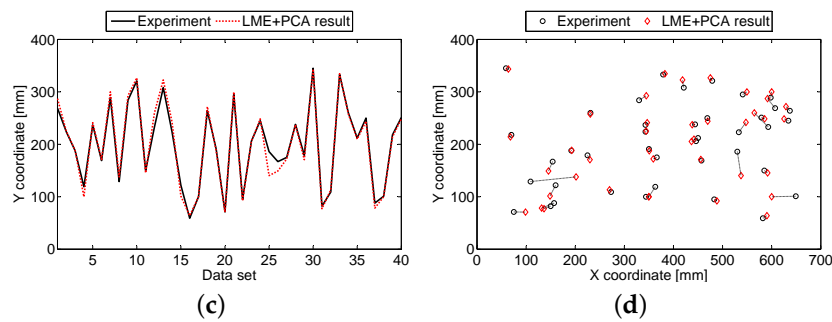 Experiment LME+PCA result
400
300
200
100
0
Y coordinate [mm]
5 10 15 20 25 30 35 40
Data set
(c)
Experiment LME+PCA result
400
300
200
100
0
Y coordinate [mm]
0 100 200 300 400 500 600 700
X coordinate [mm]
(d)